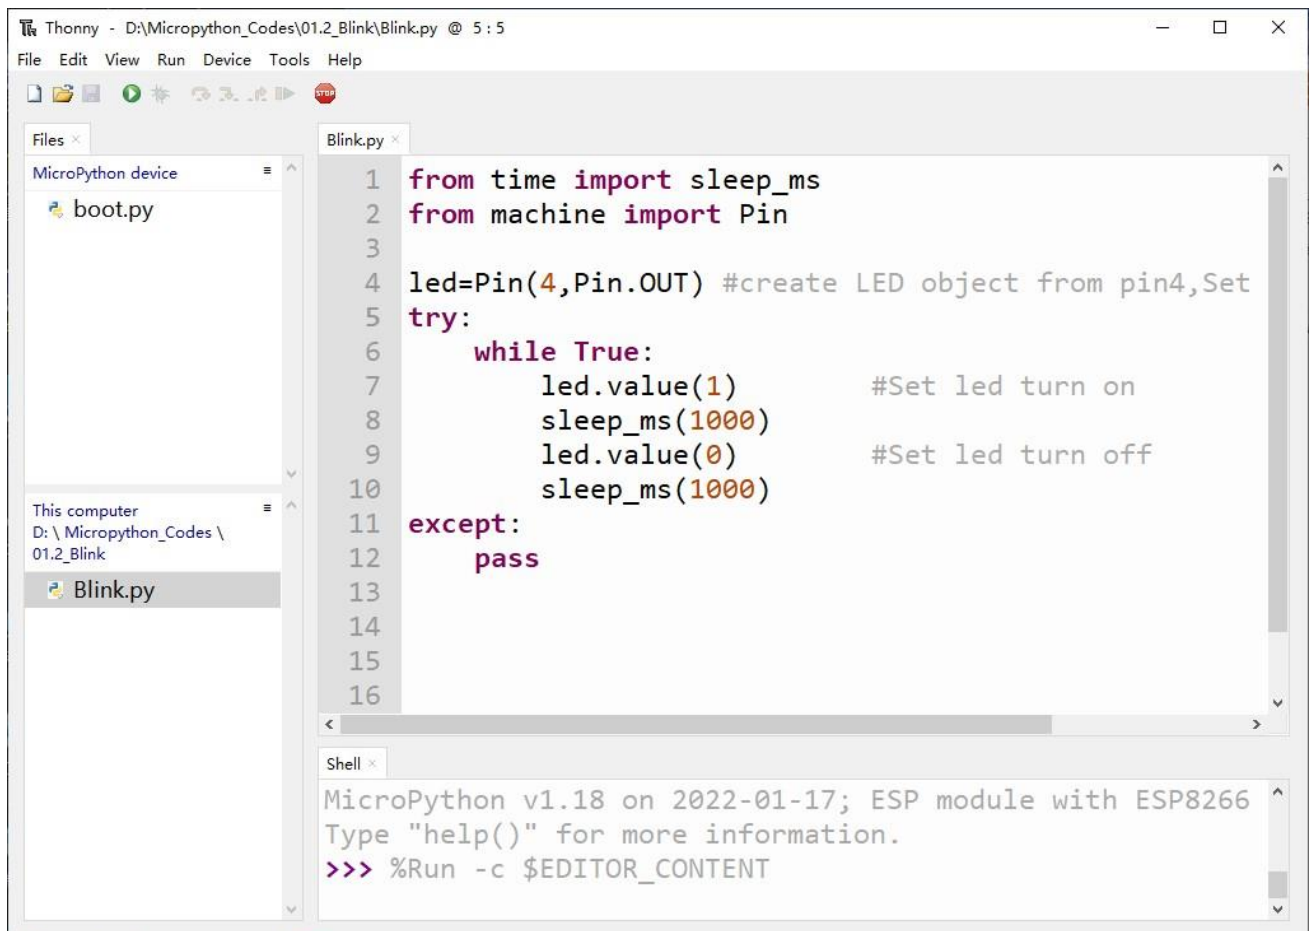 Thonny - D:\Micropython_Codes\01.2_Blink\Blink.py @ 5 : 5
File Edit View Run Device Tools Help
STOP
Files
MicroPython device
boot.py
This computer
D: \ Micropython_Codes \
01.2_Blink
Blink.py
Blink.py
1 from time import sleep_ms
2 from machine import Pin
3
4 led=Pin(4,Pin.OUT) #create LED object from pin4,Set
5 try:
6     while True:
7         led.value(1)        #Set led turn on
8         sleep_ms(1000)
9         led.value(0)        #Set led turn off
10         sleep_ms(1000)
11 except:
12     pass
13
14
15
16
Shell
MicroPython v1.18 on 2022-01-17; ESP module with ESP8266
Type "help()" for more information.
>>> %Run -c $EDITOR_CONTENT